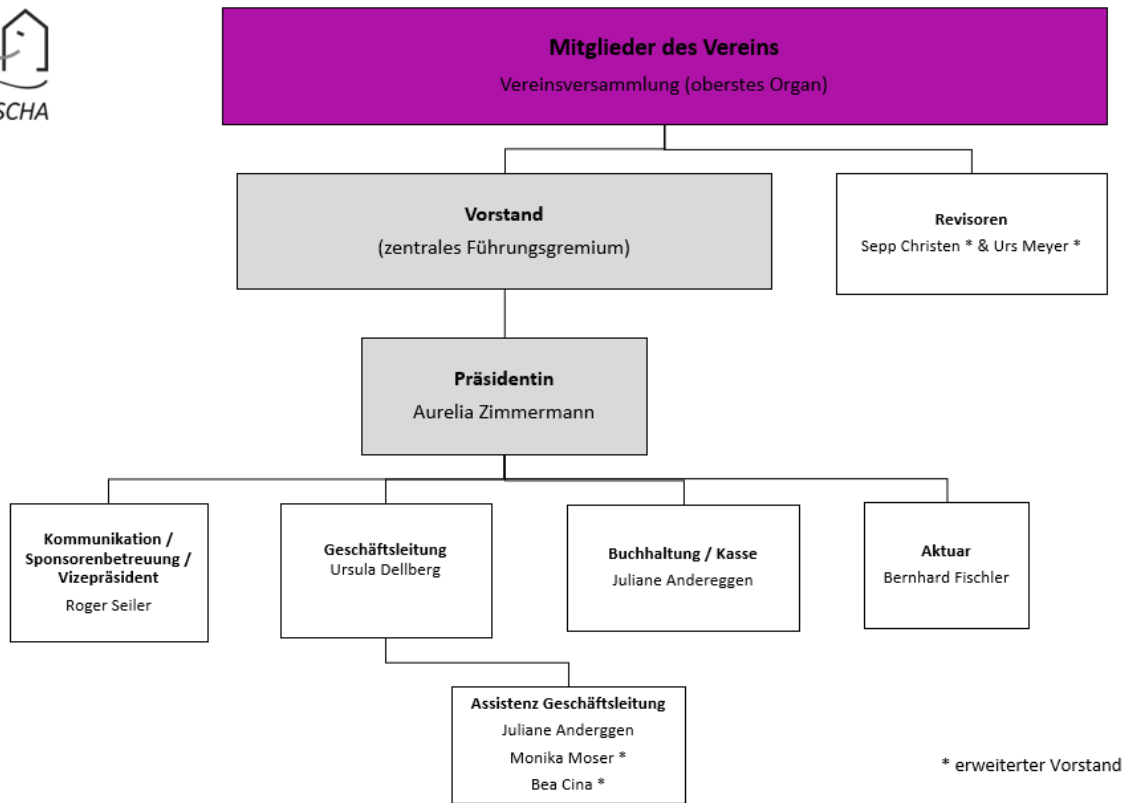 SCHA
Mitglieder des Vereins
Vereinsversammlung (oberstes Organ)
Vorstand
(zentrales Führungsgremium)
Revisoren
Sepp Christen * & Urs Meyer *
Präsidentin
Aurelia Zimmermann
Kommunikation /
Sponsorenbetreuung /
Vizepräsident
Roger Seiler
Geschäftsleitung
Ursula Dellberg
Buchhaltung / Kasse
Juliane Andereggen
Aktuar
Bernhard Fischler
Assistenz Geschäftsleitung
Juliane Anderggen
Monika Moser *
Bea Cina *
* erweiterter Vorstand